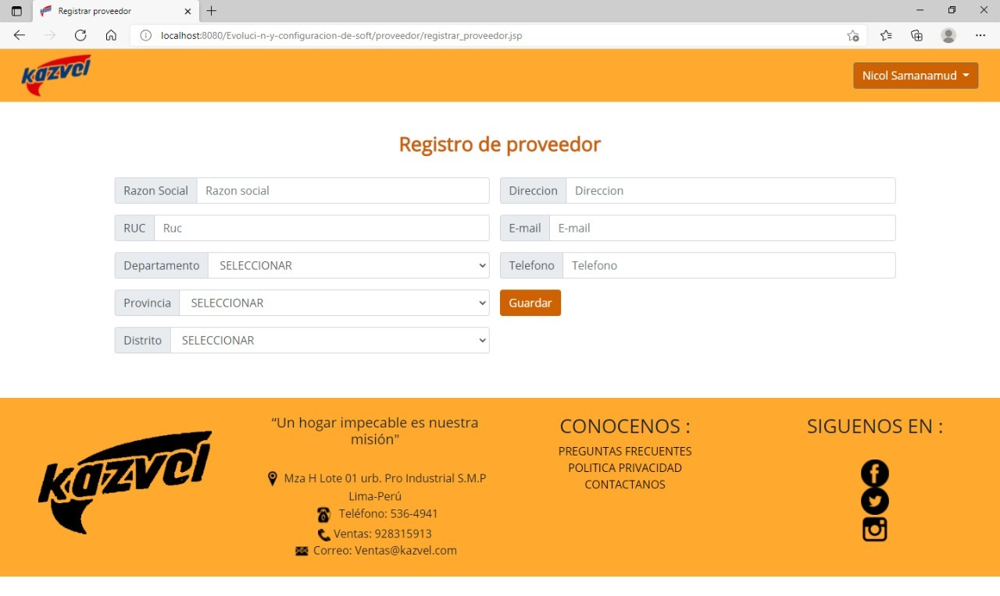 Registrar proveedor
localhost:8080/Evoluci-n-y-configuracion-de-soft/proveedor/registrar_proveedor.jsp
kazvel
Nicol Samanamud
Registro de proveedor
Razon Social Razon social
Direccion Direccion
RUC Ruc
E-mail E-mail
Departamento SELECCIONAR
Telefono Telefono
Provincia SELECCIONAR
Guardar
Distrito SELECCIONAR
kazvel
“Un hogar impecable es nuestra
misión"
Mza H Lote 01 urb. Pro Industrial S.M.P
Lima-Perú
Teléfono: 536-4941
Ventas: 928315913
Correo: Ventas@kazvel.com
CONOCENOS :
PREGUNTAS FRECUENTES
POLITICA PRIVACIDAD
CONTACTANOS
SIGUENOS EN :